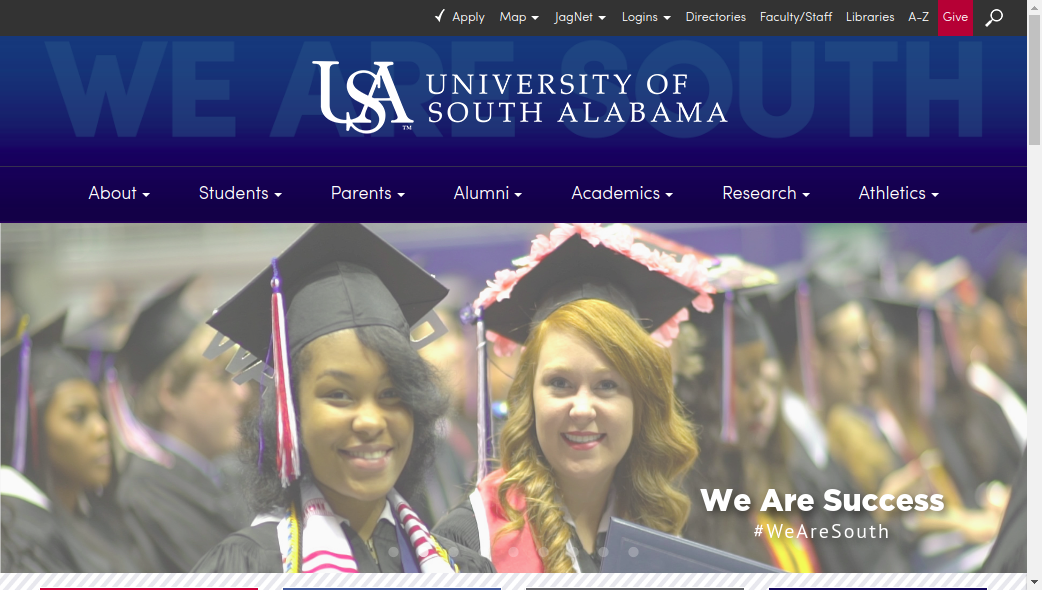 Apply Map JagNet Logins Directories Faculty/Staff Libraries A-Z Give
WE ARE SOUTH
USA UNIVERSITY OF
SOUTH ALABAMA
™
About Students Parents Alumni Academics Research Athletics
We Are Success
#WeAreSouth